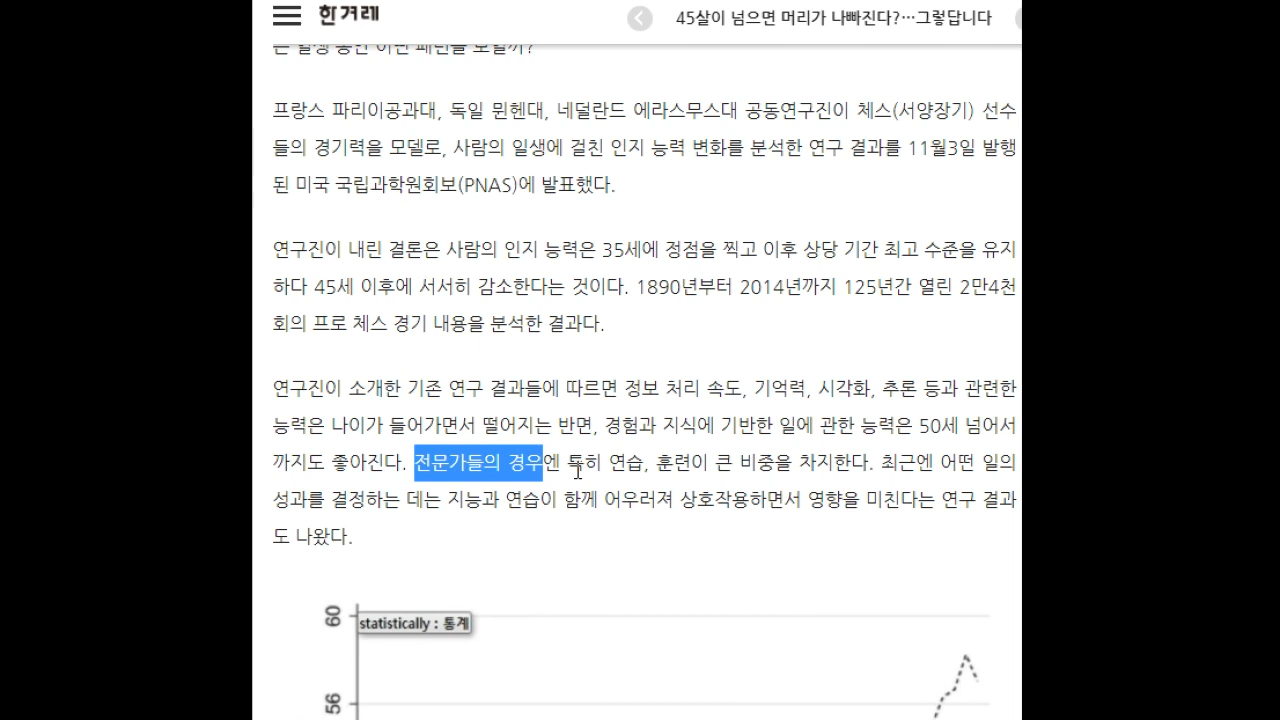 한겨레
45살이 넘으면 머리가 나빠진다?…그렇답니다
는 일생 동안 어떤 패턴을 보일까?
프랑스 파리이공과대, 독일 뮌헨대, 네덜란드 에라스무스대 공동연구진이 체스(서양장기) 선수
들의 경기력을 모델로, 사람의 일생에 걸친 인지 능력 변화를 분석한 연구 결과를 11월3일 발행
된 미국 국립과학원회보(PNAS)에 발표했다.
연구진이 내린 결론은 사람의 인지 능력은 35세에 정점을 찍고 이후 상당 기간 최고 수준을 유지
하다 45세 이후에 서서히 감소한다는 것이다. 1890년부터 2014년까지 125년간 열린 2만4천
회의 프로 체스 경기 내용을 분석한 결과다.
연구진이 소개한 기존 연구 결과들에 따르면 정보 처리 속도, 기억력, 시각화, 추론 등과 관련한
능력은 나이가 들어가면서 떨어지는 반면, 경험과 지식에 기반한 일에 관한 능력은 50세 넘어서
까지도 좋아진다. 전문가들의 경우엔 특히 연습, 훈련이 큰 비중을 차지한다. 최근엔 어떤 일의
성과를 결정하는 데는 지능과 연습이 함께 어우러져 상호작용하면서 영향을 미친다는 연구 결과
도 나왔다.
60
statistically : 통계
56